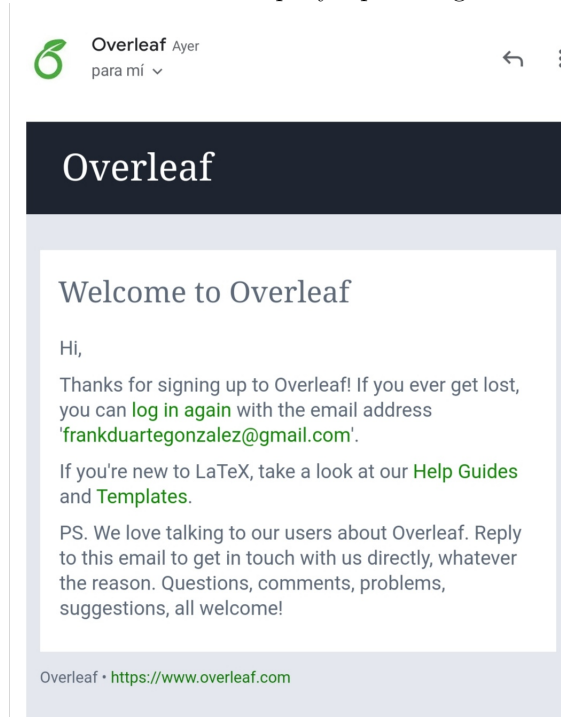 Overleaf Ayer
para mí
Overleaf
Welcome to Overleaf
Hi,
Thanks for signing up to Overleaf! If you ever get lost,
you can log in again with the email address
'frankduartegonzalez@gmail.com'.
If you're new to LaTeX, take a look at our Help Guides
and Templates.
PS. We love talking to our users about Overleaf. Reply
to this email to get in touch with us directly, whatever
the reason. Questions, comments, problems,
suggestions, all welcome!
Overleaf • https://www.overleaf.com